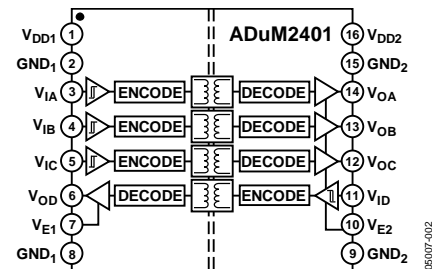 ADuM2401
VDD1 1
16 VDD2
GND1 2
15 GND2
VIA 3 ENCODE DECODE 14 VOA
VIB 4 ENCODE DECODE 13 VOB
VIC 5 ENCODE DECODE 12 VOC
VOD 6 DECODE ENCODE 11 VID
VE1 7
10 VE2
GND1 8
9 GND2
05007-002